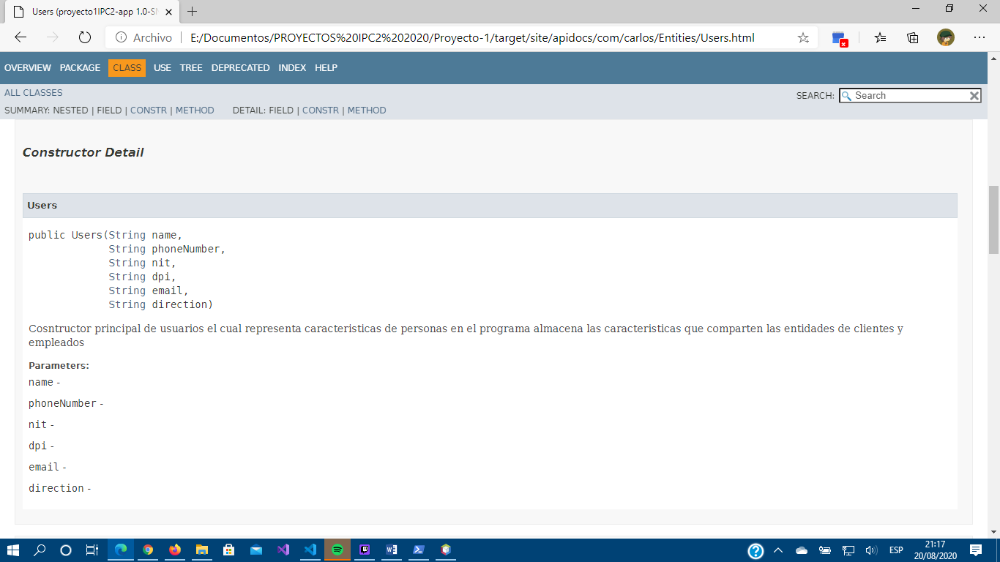 Users (proyecto1IPC2-app 1.0-SN
Archivo
E:/Documentos/PROYECTOS%20IPC2%202020/Proyecto-1/target/site/apidocs/com/carlos/Entities/Users.html
OVERVIEW PACKAGE CLASS USE TREE DEPRECATED INDEX HELP
ALL CLASSES
SEARCH: Search
SUMMARY: NESTED | FIELD | CONSTR | METHOD DETAIL: FIELD | CONSTR | METHOD
Constructor Detail
Users
public Users(String name,
String phoneNumber,
String nit,
String dpi,
String email,
String direction)
Cosntructor principal de usuarios el cual representa caracteristicas de personas en el programa almacena las caracteristicas que comparten las entidades de clientes y
empleados
Parameters:
name -
phoneNumber -
nit -
dpi -
email -
direction -
ESP
21:17
20/08/2020